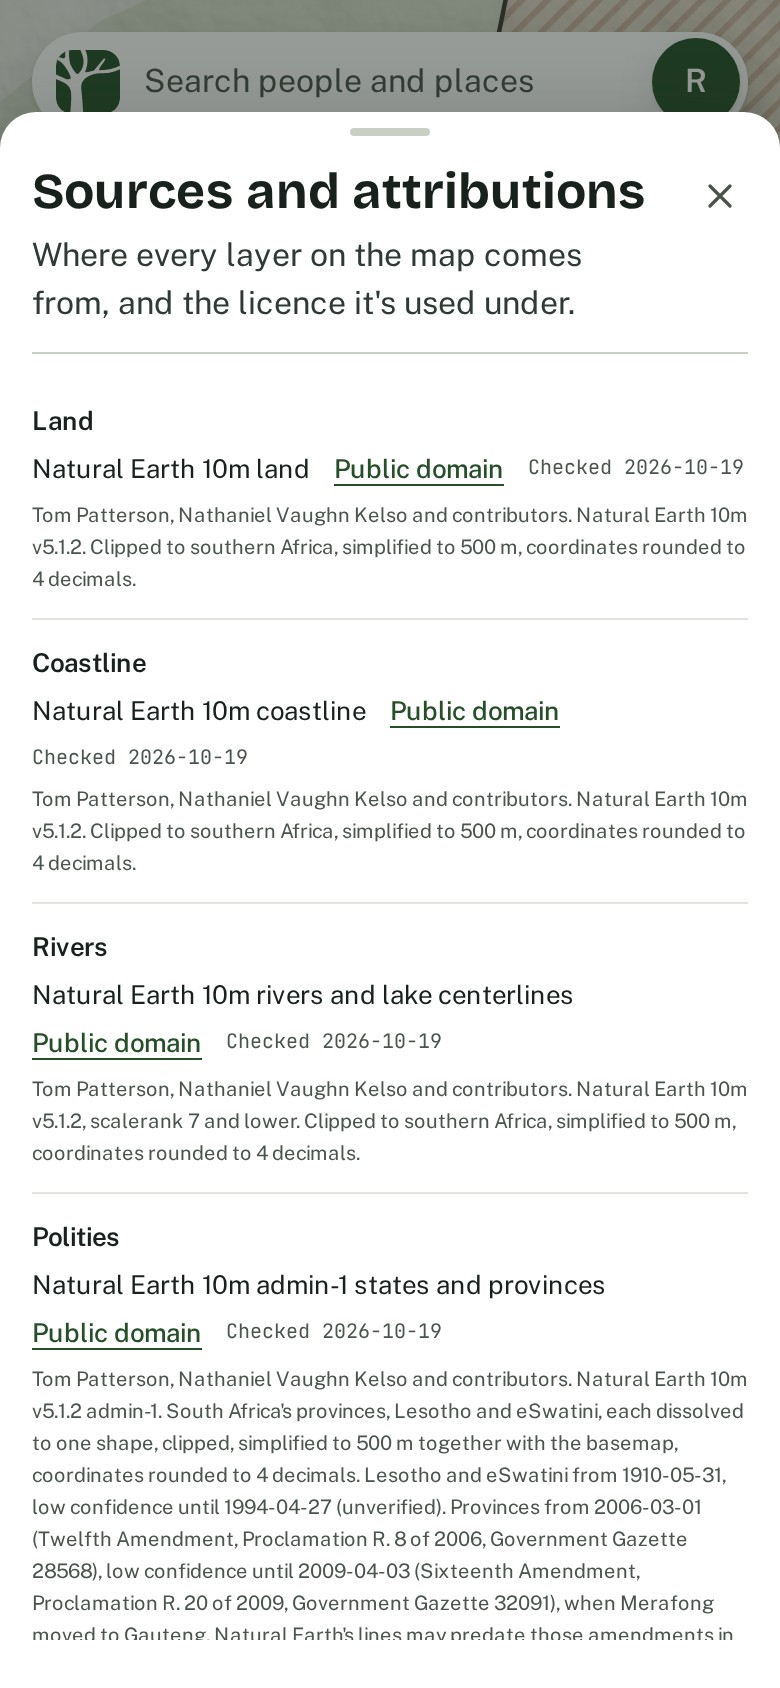 Search people and places
R
Sources and attributions
Where every layer on the map comes
from, and the licence it's used under.
Land
Natural Earth 10m land Public domain Checked 2026-10-19
Tom Patterson, Nathaniel Vaughn Kelso and contributors. Natural Earth 10m
v5.1.2. Clipped to southern Africa, simplified to 500 m, coordinates rounded to
4 decimals.
Coastline
Natural Earth 10m coastline Public domain
Checked 2026-10-19
Tom Patterson, Nathaniel Vaughn Kelso and contributors. Natural Earth 10m
v5.1.2. Clipped to southern Africa, simplified to 500 m, coordinates rounded to
4 decimals.
Rivers
Natural Earth 10m rivers and lake centerlines
Public domain Checked 2026-10-19
Tom Patterson, Nathaniel Vaughn Kelso and contributors. Natural Earth 10m
v5.1.2, scalerank 7 and lower. Clipped to southern Africa, simplified to 500 m,
coordinates rounded to 4 decimals.
Polities
Natural Earth 10m admin-1 states and provinces
Public domain Checked 2026-10-19
Tom Patterson, Nathaniel Vaughn Kelso and contributors. Natural Earth 10m
v5.1.2 admin-1. South Africa's provinces, Lesotho and eSwatini, each dissolved
to one shape, clipped, simplified to 500 m together with the basemap,
coordinates rounded to 4 decimals. Lesotho and eSwatini from 1910-05-31,
low confidence until 1994-04-27 (unverified). Provinces from 2006-03-01
(Twelfth Amendment, Proclamation R. 8 of 2006, Government Gazette
28568), low confidence until 2009-04-03 (Sixteenth Amendment,
Proclamation R. 20 of 2009, Government Gazette 32091), when Merafong
moved to Gauteng. Natural Earth's lines may predate those amendments in